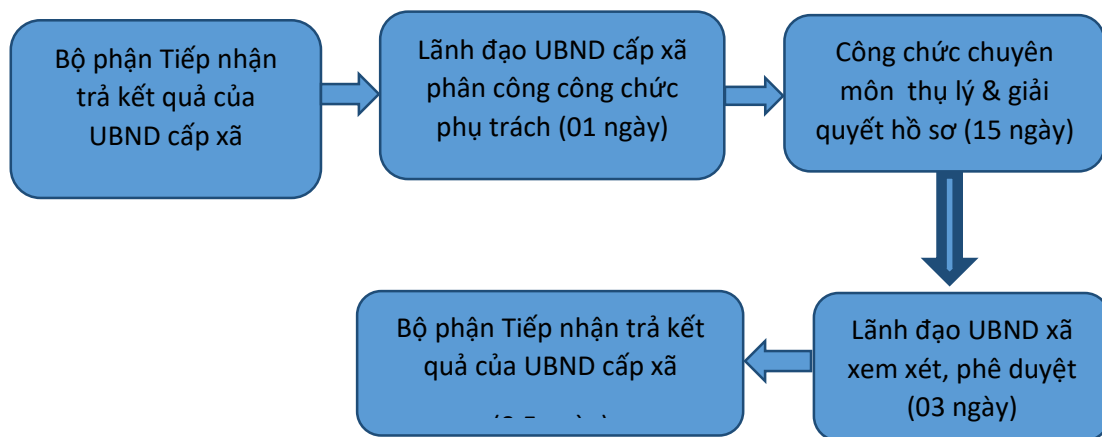 Bộ phận Tiếp nhận
trả kết quả của
UBND cấp xã
Lãnh đạo UBND cấp xã
phân công công chức
phụ trách (01 ngày)
Công chức chuyên
môn thụ lý & giải
quyết hồ sơ (15 ngày)
Lãnh đạo UBND xã
xem xét, phê duyệt
(03 ngày)
Bộ phận Tiếp nhận trả kết
quả của UBND cấp xã